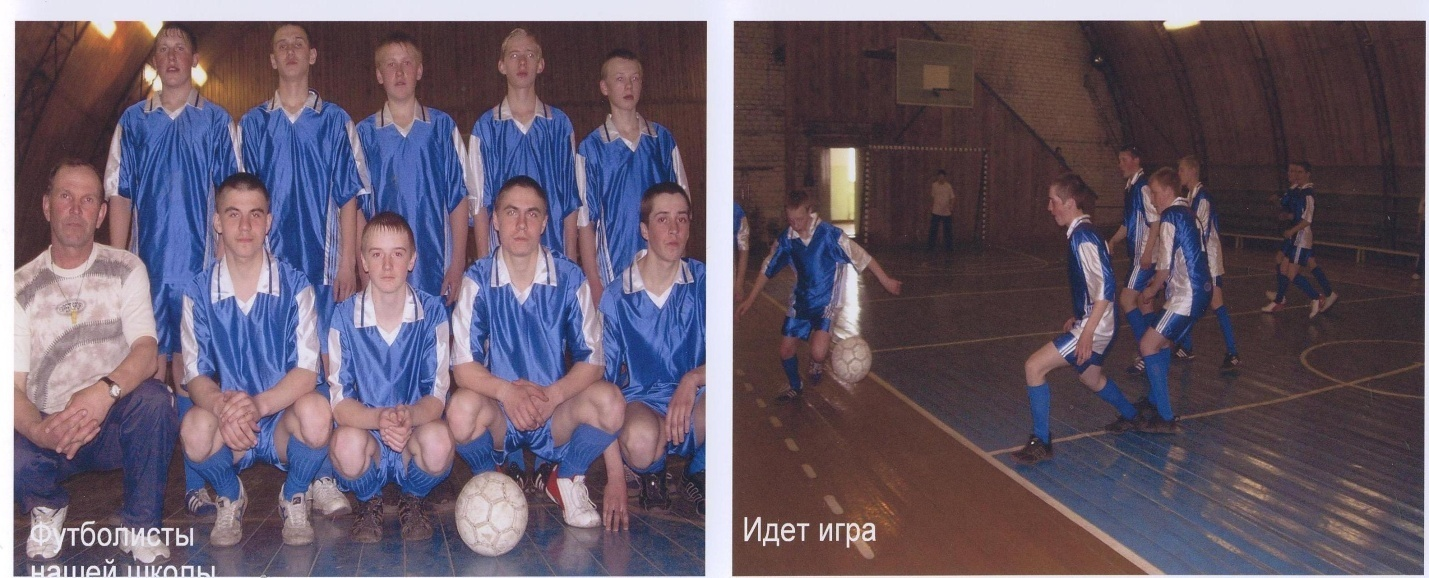 Футболисты
нашей школы
Идет игра